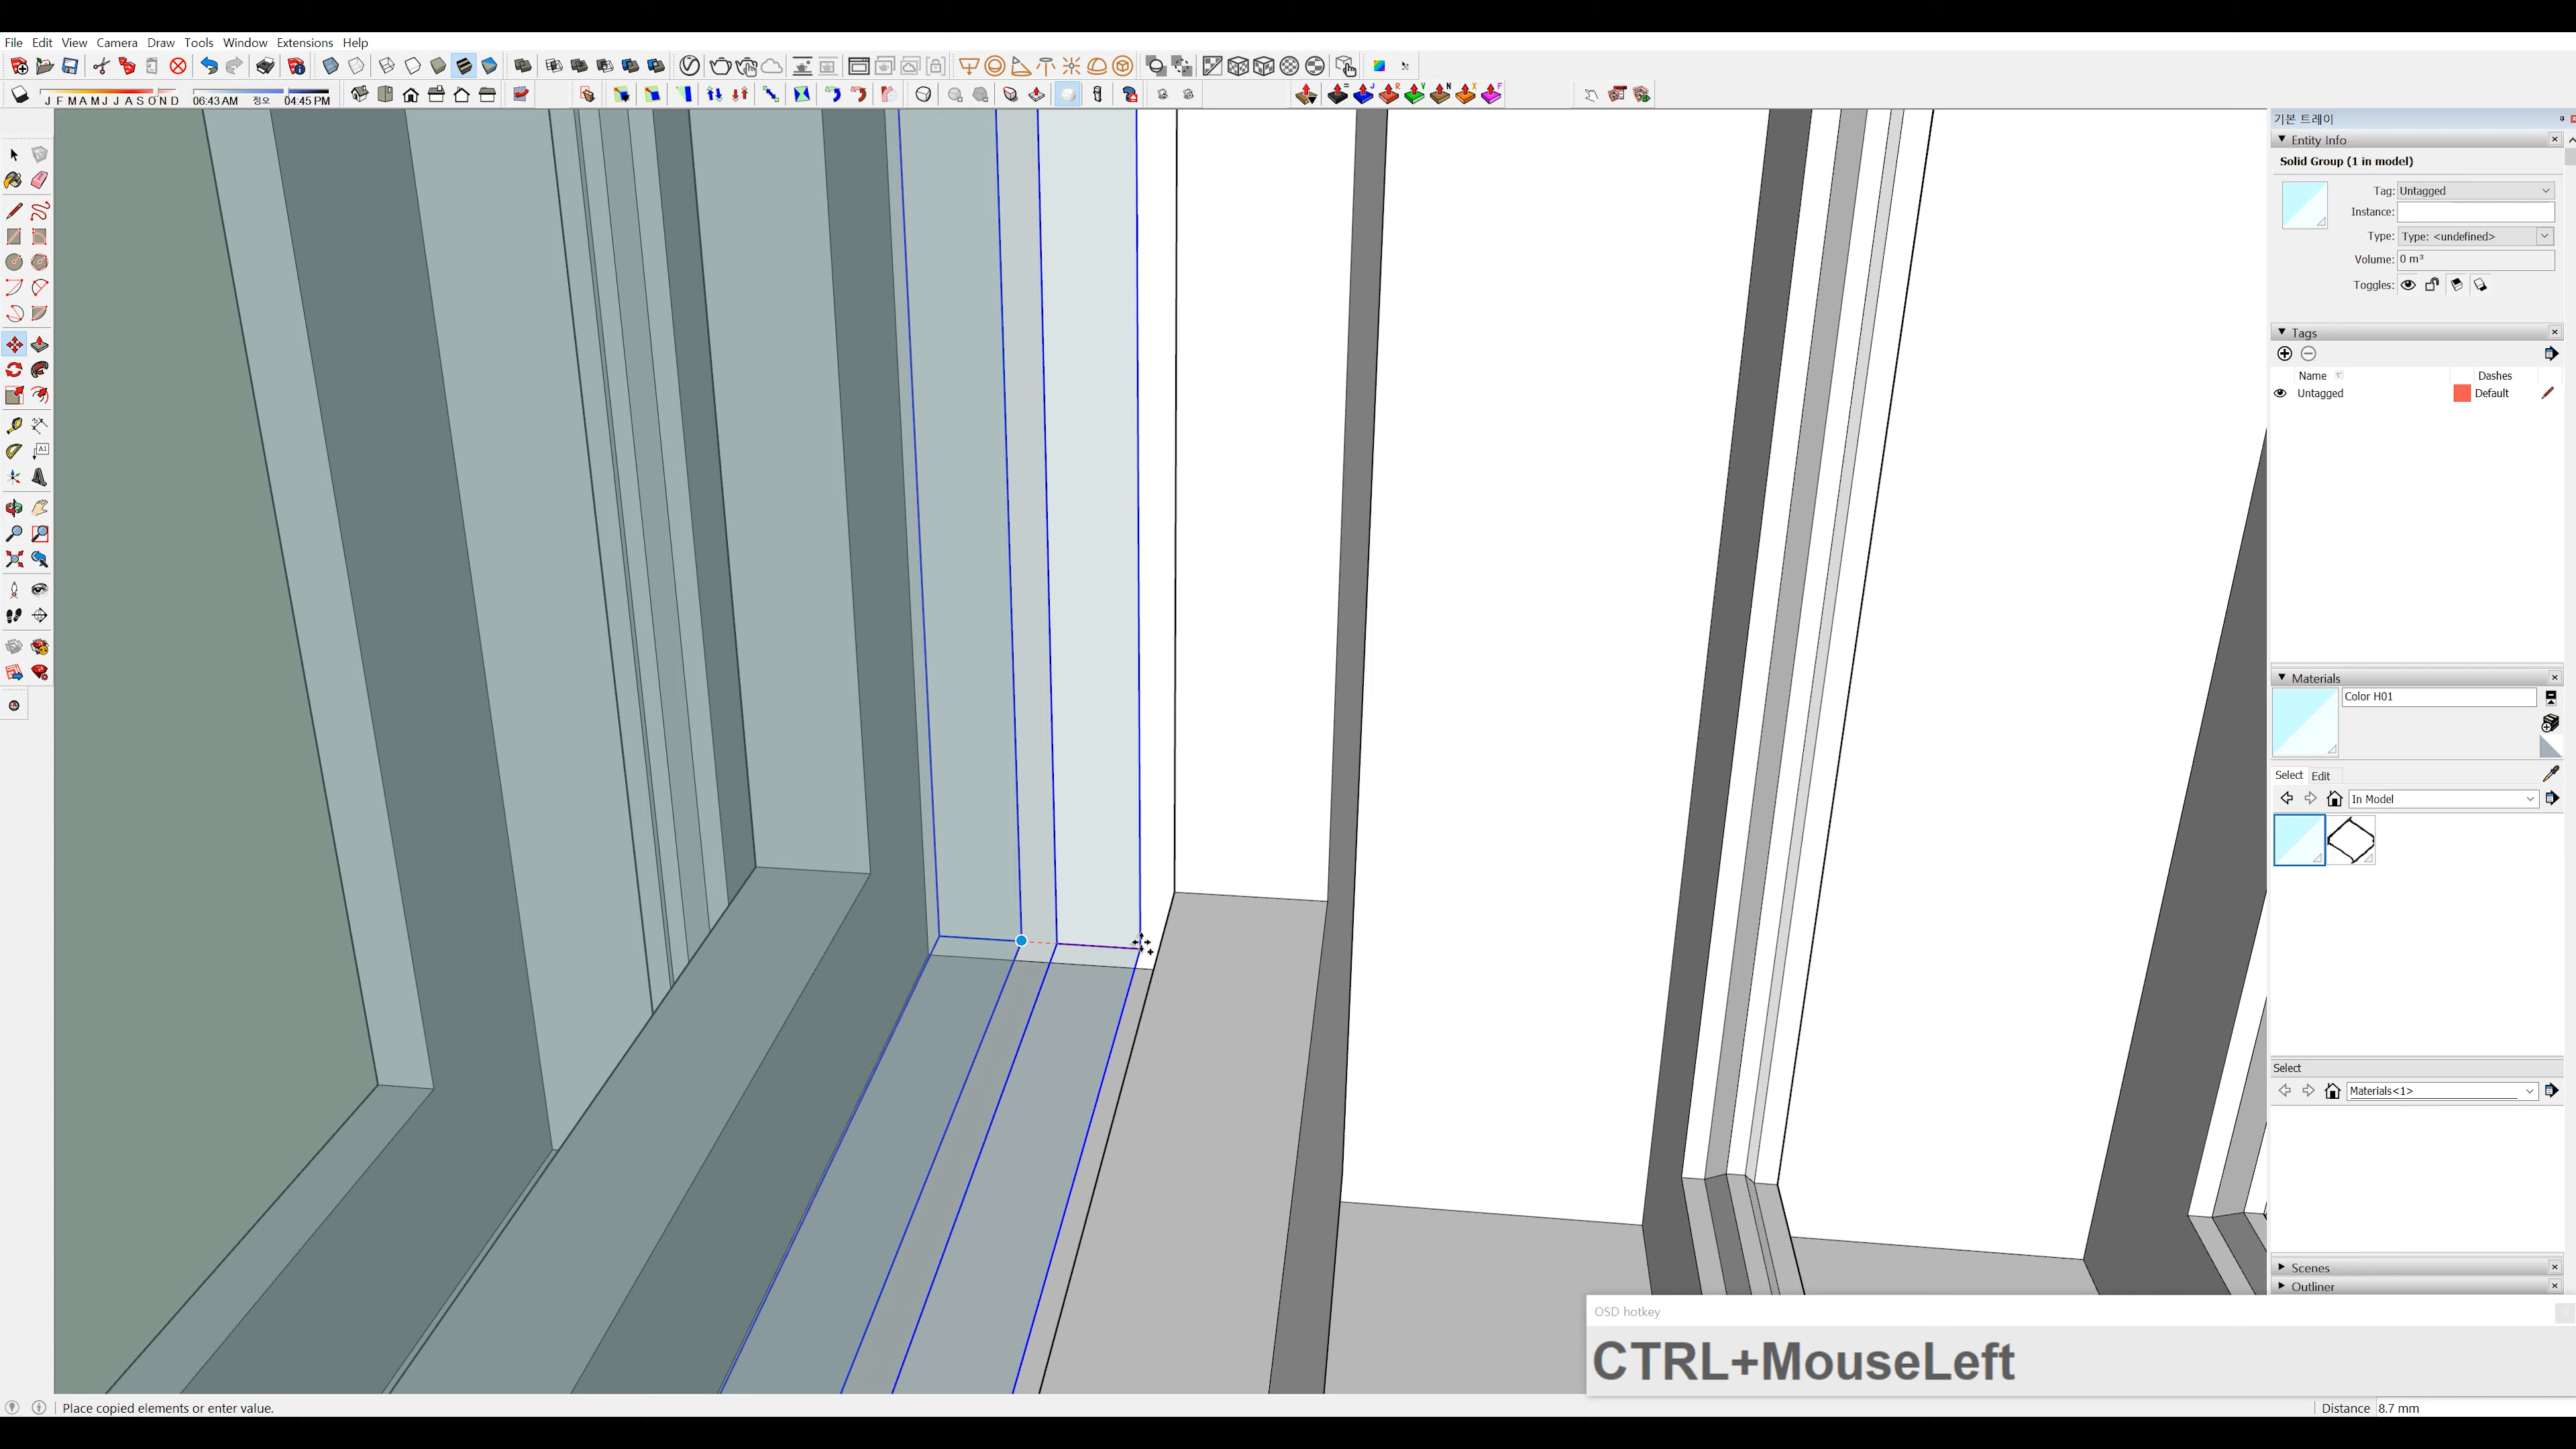 File Edit View Camera Draw Tools Window Extensions Help
J F M A M J J A S O N D 06:43 AM 정오 04:45 PM
기본 트레이
Entity Info
Solid Group (1 in model)
Tag: Untagged
Instance:
Type: Type: <undefined>
Volume: 0 m³
Toggles:
Tags
Name Dashes
Untagged Default
Materials
Color H01
Select Edit
In Model
Select
Materials<1>
Scenes
Outliner
OSD hotkey
CTRL+MouseLeft
Place copied elements or enter value.
Distance 8.7 mm